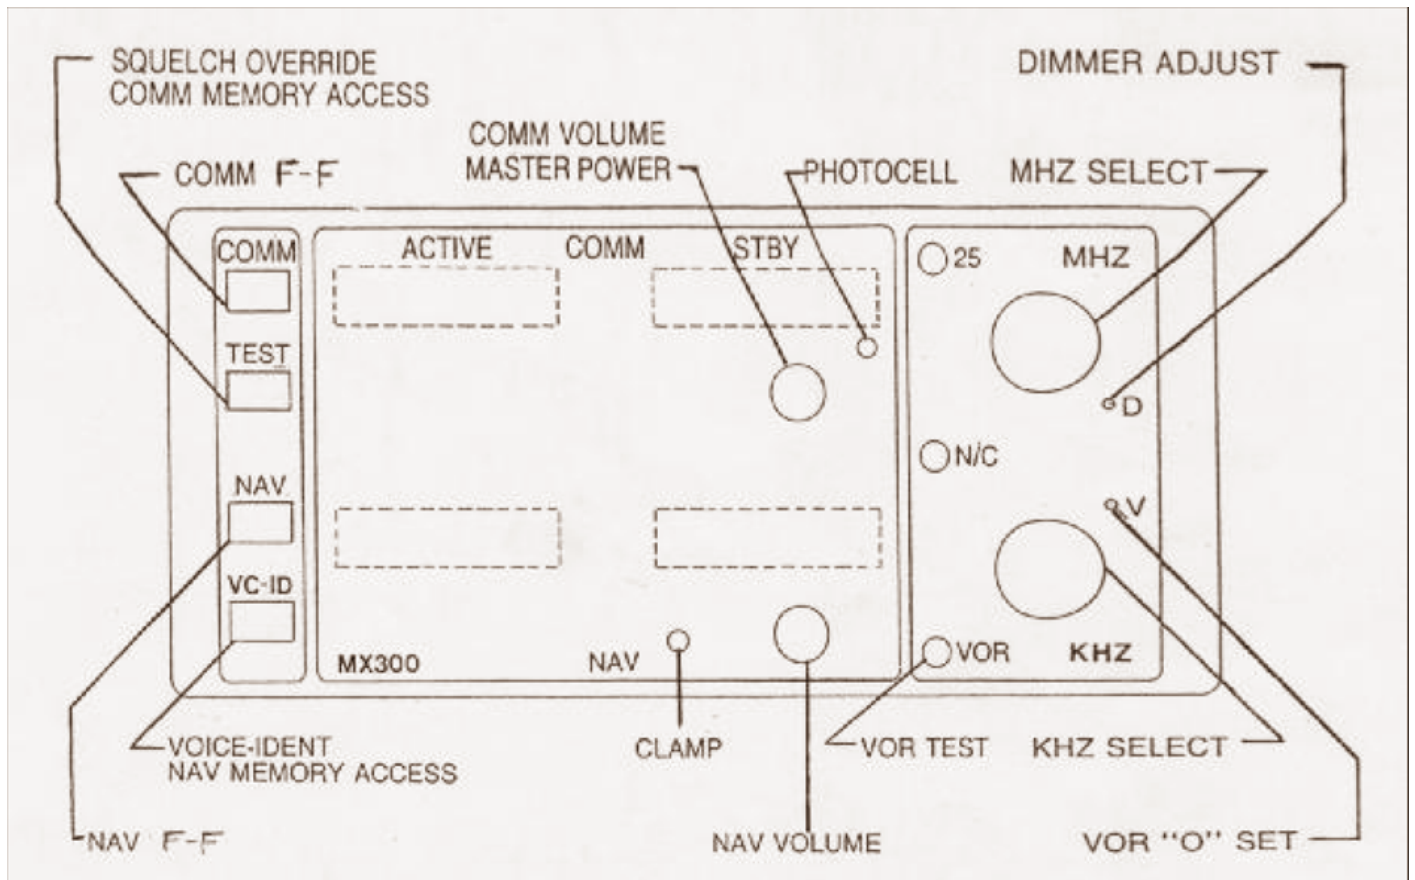 SQUELCH OVERRIDE
COMM MEMORY ACCESS
DIMMER ADJUST
COMM VOLUME
MASTER POWER
COMM F-F
PHOTOCELL
MHZ SELECT
COMM
ACTIVE
COMM
STBY
25
MHZ
TEST
D
N/C
NAV
V
VC-ID
MX300
NAV
VOR
KHZ
VOICE-IDENT
NAV MEMORY ACCESS
CLAMP
VOR TEST
KHZ SELECT
NAV F-F
NAV VOLUME
VOR "O" SET